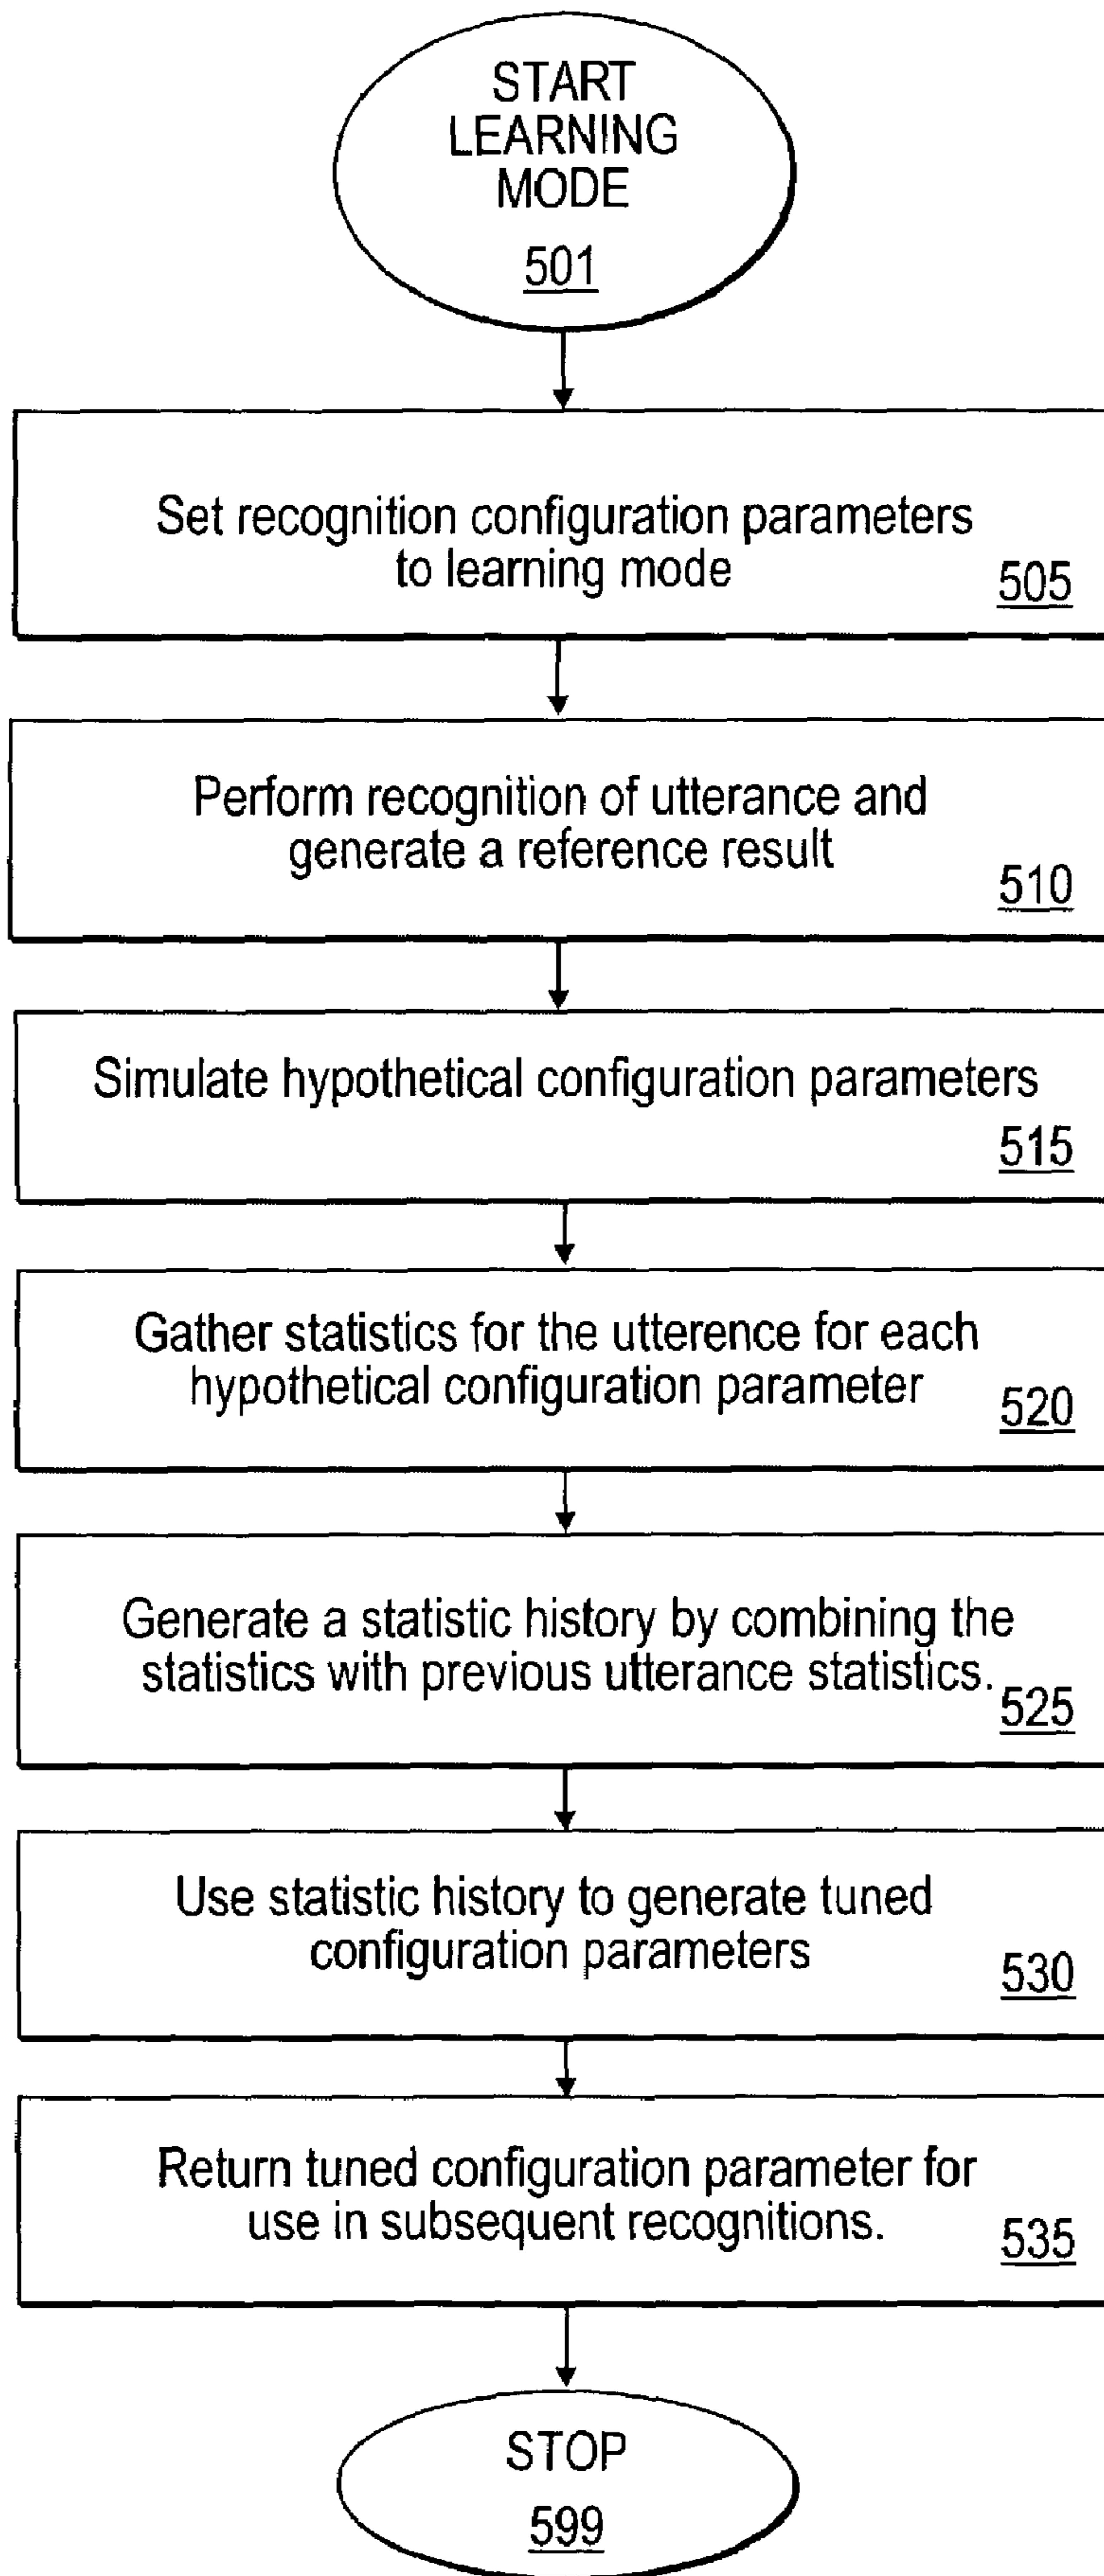 START
LEARNING
MODE
501
Set recognition configuration parameters
to learning mode
505
Perform recognition of utterance and
generate a reference result
510
Simulate hypothetical configuration parameters
515
Gather statistics for the utterence for each
hypothetical configuration parameter
520
Generate a statistic history by combining the
statistics with previous utterance statistics.
525
Use statistic history to generate tuned
configuration parameters
530
Return tuned configuration parameter for
use in subsequent recognitions.
535
STOP
599